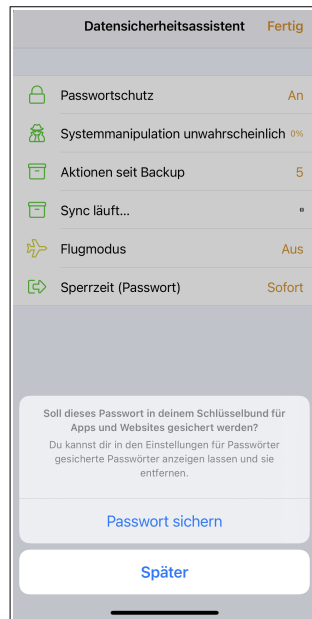 Datensicherheitsassistent Fertig
Passwortschutz An
Systemmanipulation unwahrscheinlich 0%
Aktionen seit Backup 5
Sync läuft...
Flugmodus Aus
Sperrzeit (Passwort) Sofort
Soll dieses Passwort in deinem Schlüsselbund für
Apps und Websites gesichert werden?
Du kannst dir in den Einstellungen für Passwörter
gesicherte Passwörter anzeigen lassen und sie
entfernen.
Passwort sichern
Später